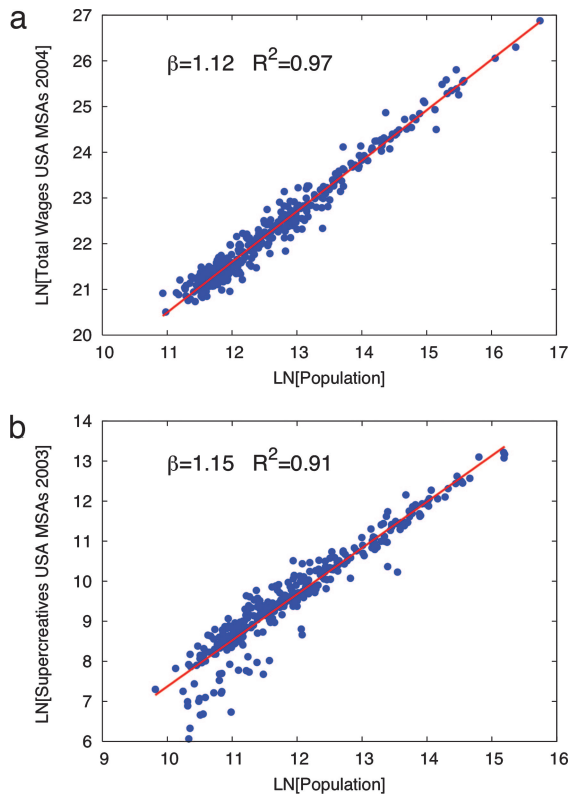 a
LN[Total Wages USA MSAs 2004]
27
26
25
24
23
22
21
20
β=1.12 R²=0.97
10 11 12 13 14 15 16 17
LN[Population]
b
LN[Supercreatives USA MSAs 2003]
14
13
12
11
10
9
8
7
6
β=1.15 R²=0.91
9 10 11 12 13 14 15 16
LN[Population]